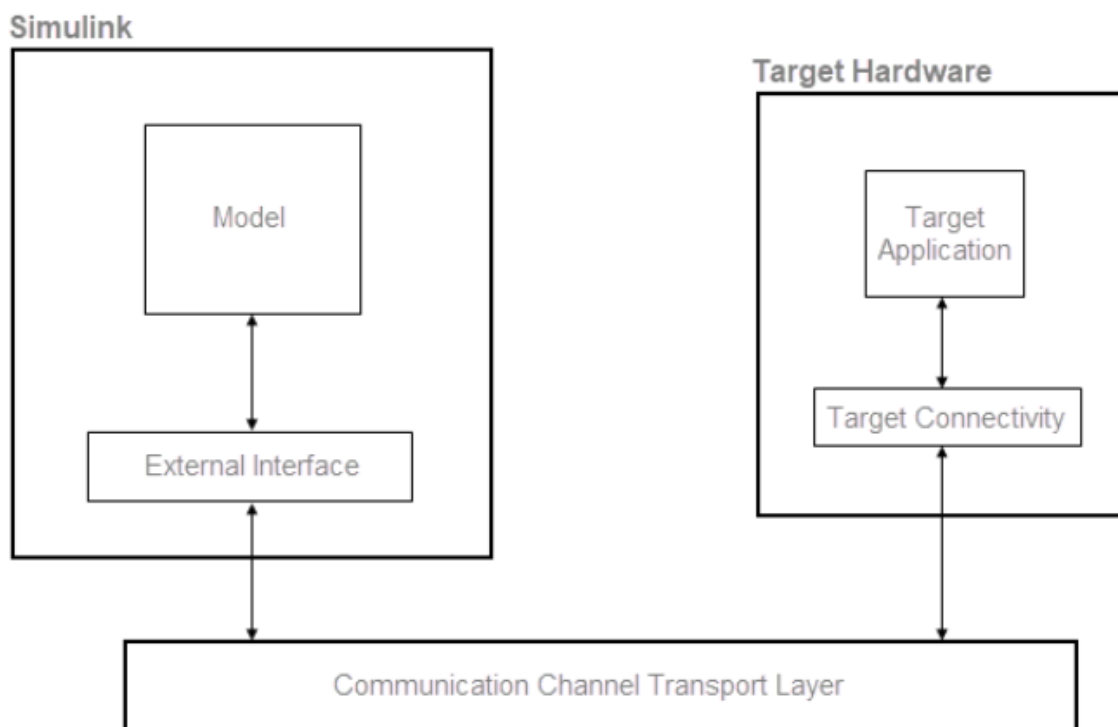 Simulink
Target Hardware
Model
Target
Application
External Interface
Target Connectivity
Communication Channel Transport Layer